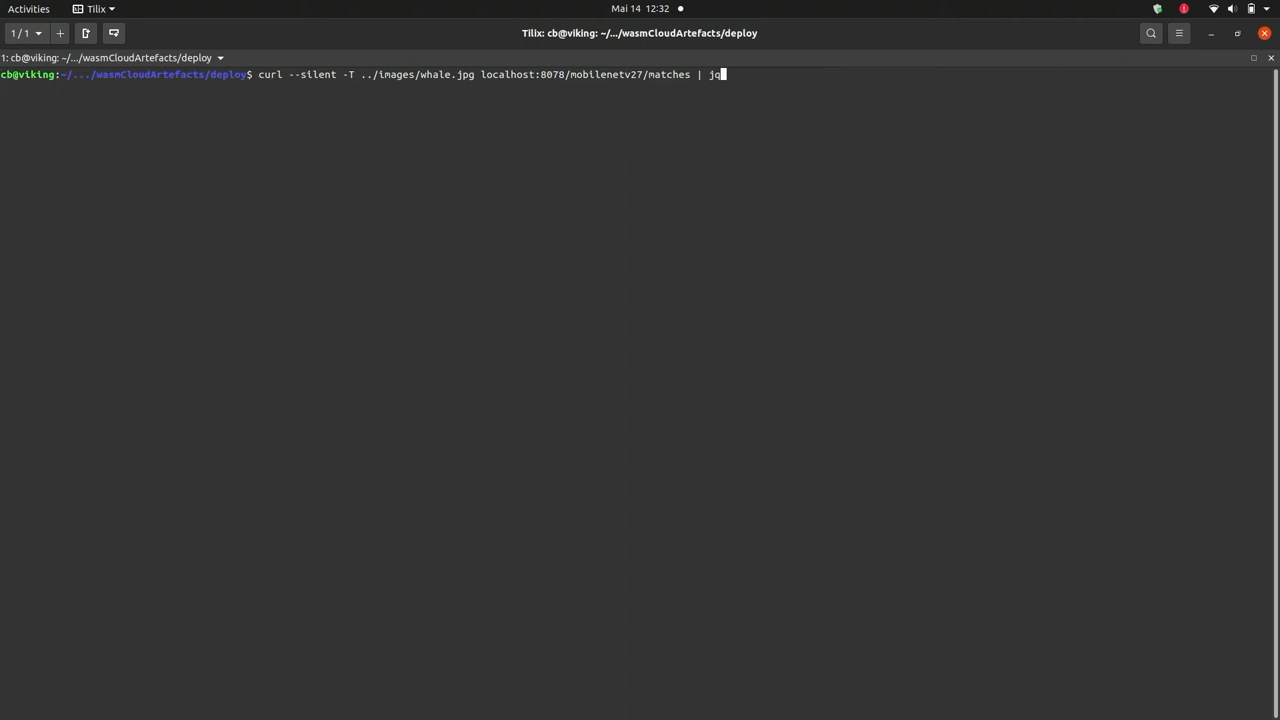 Activities
Tilix
Mai 14 12:32
1/1
Tilix: cb@viking: ~/.../wasmCloudArtefacts/deploy
1: cb@viking: ~/.../wasmCloudArtefacts/deploy
cb@viking:~/.../wasmCloudArtefacts/deploy$ curl --silent -T ../images/whale.jpg localhost:8078/mobilenetv27/matches | jq